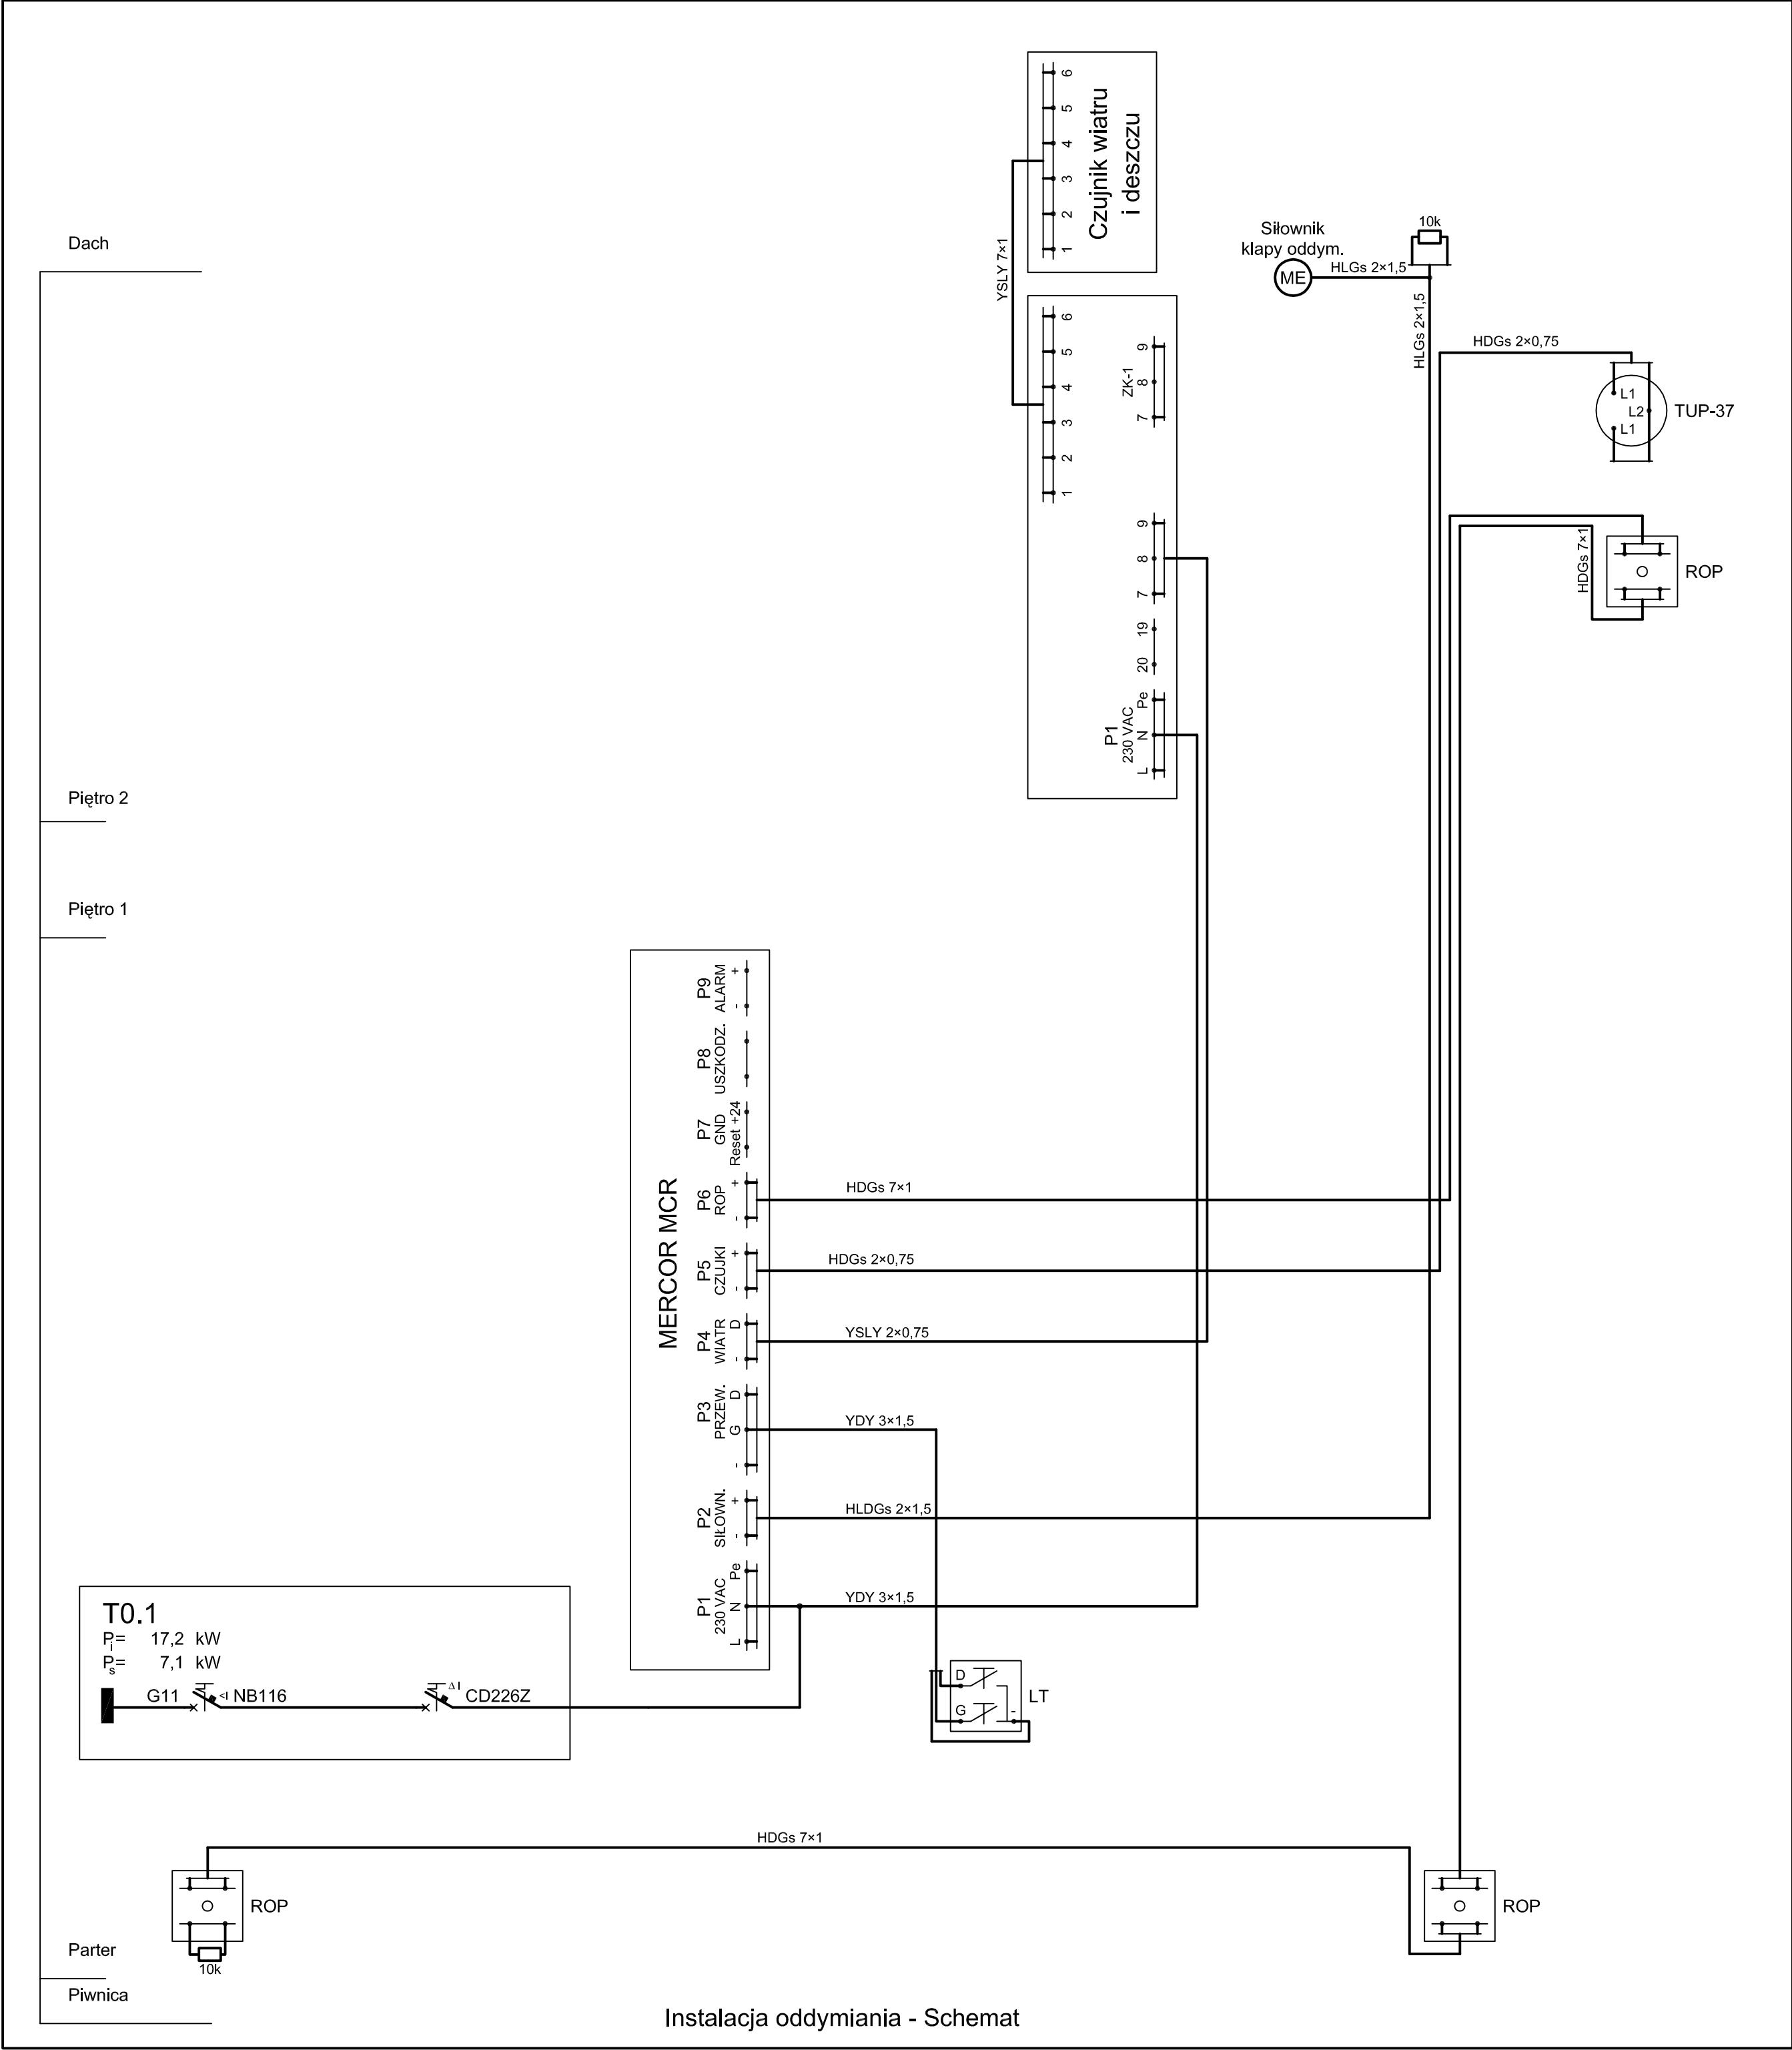 Dach
Piętro 2
Piętro 1
Parter
Piwnica
Czujnik wiatru
i deszczu
1 2 3 4 5 6
YSLY 7×1
1 2 3 4 5 6
ZK-1
7 8 9
7 8 9
20 19
P1
230 VAC
L N Pe
Siłownik
klapy oddym.
ME
HLGs 2×1,5
10k
HLGs 2×1,5
HDGs 2×0,75
L1
L2
L1
TUP-37
HDGs 7×1
ROP
MERCOR MCR
P9
ALARM
- +
P8
USZKODZ.
P7
GND
Reset +24
P6
ROP
- +
HDGs 7×1
P5
CZUJKI
- +
HDGs 2×0,75
P4
WIATR
- D
YSLY 2×0,75
P3
PRZEW.
- G D
YDY 3×1,5
P2
SIŁOWN.
- +
HLDGs 2×1,5
P1
230 VAC
L N Pe
YDY 3×1,5
T0.1
Pi= 17,2 kW
Ps= 7,1 kW
G11
<I NB116
ΔI CD226Z
D
G -
LT
HDGs 7×1
ROP
10k
ROP
Instalacja oddymiania - Schemat